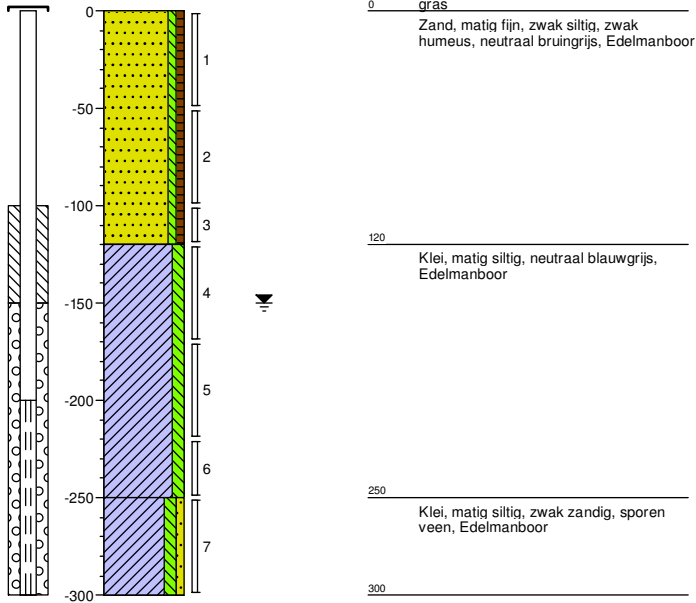 0
-50
-100
-150
-200
-250
-300
1
2
3
4
5
6
7
0
gras
Zand, matig fijn, zwak siltig, zwak
humeus, neutraal bruingrijs, Edelmanboor
120
Klei, matig siltig, neutraal blauwgrijs,
Edelmanboor
250
Klei, matig siltig, zwak zandig, sporen
veen, Edelmanboor
300